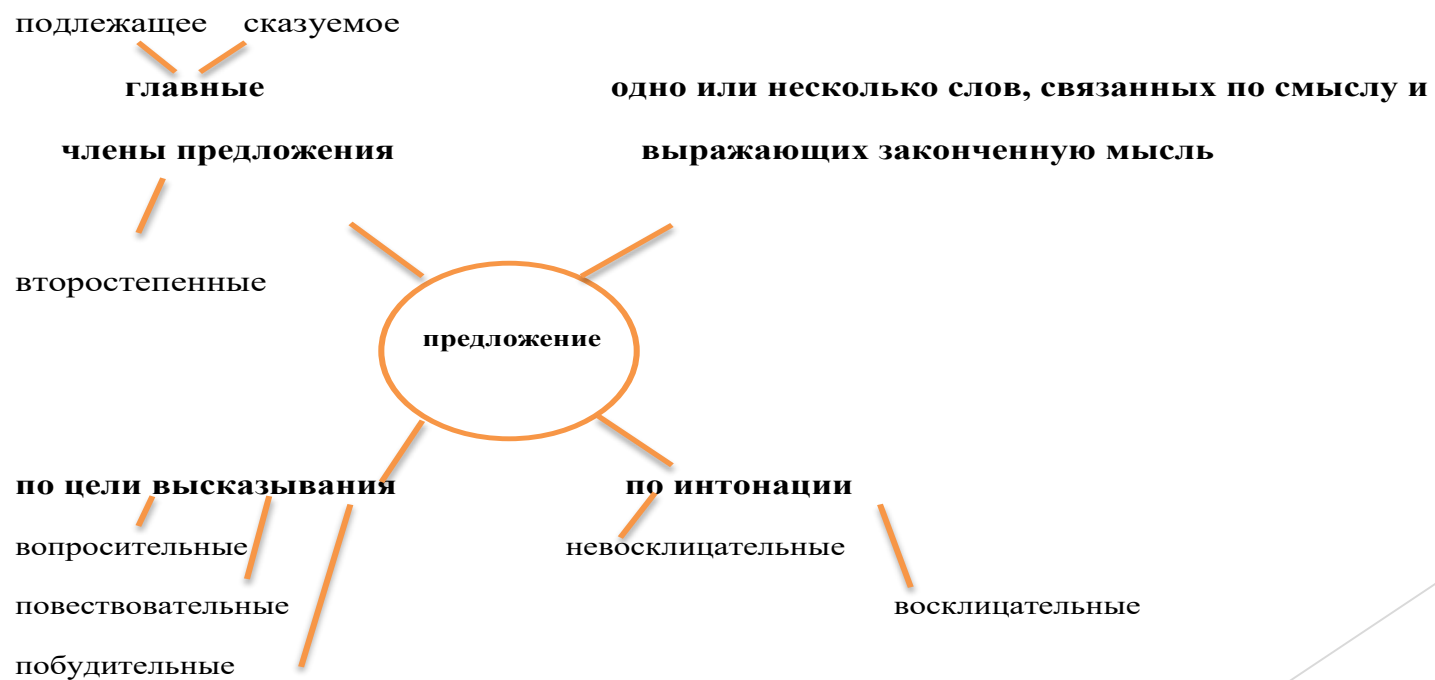 подлежащее сказуемое
главные одно или несколько слов, связанных по смыслу и
члены предложения выражающих законченную мысль
второстепенные
предложение
по цели высказывания по интонации
вопросительные невосклицательные
повествовательные восклицательные
побудительные